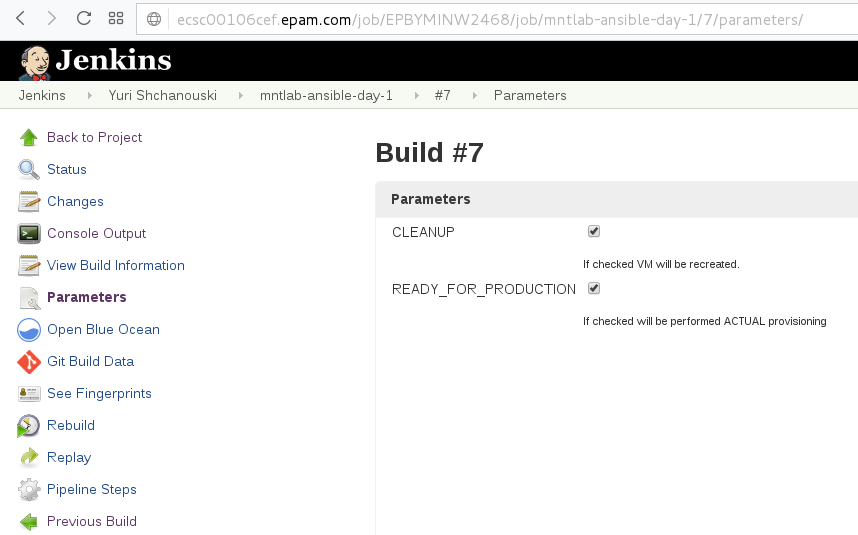 ecsc00106cef.epam.com/job/EPBYMINW2468/job/mntlab-ansible-day-1/7/parameters/
Jenkins
Jenkins Yuri Shchanouski mntlab-ansible-day-1 #7 Parameters
Back to Project
Status
Changes
Console Output
View Build Information
Parameters
Open Blue Ocean
Git Build Data
See Fingerprints
Rebuild
Replay
Pipeline Steps
Previous Build
Build #7
Parameters
CLEANUP
If checked VM will be recreated.
READY_FOR_PRODUCTION
If checked will be performed ACTUAL provisioning